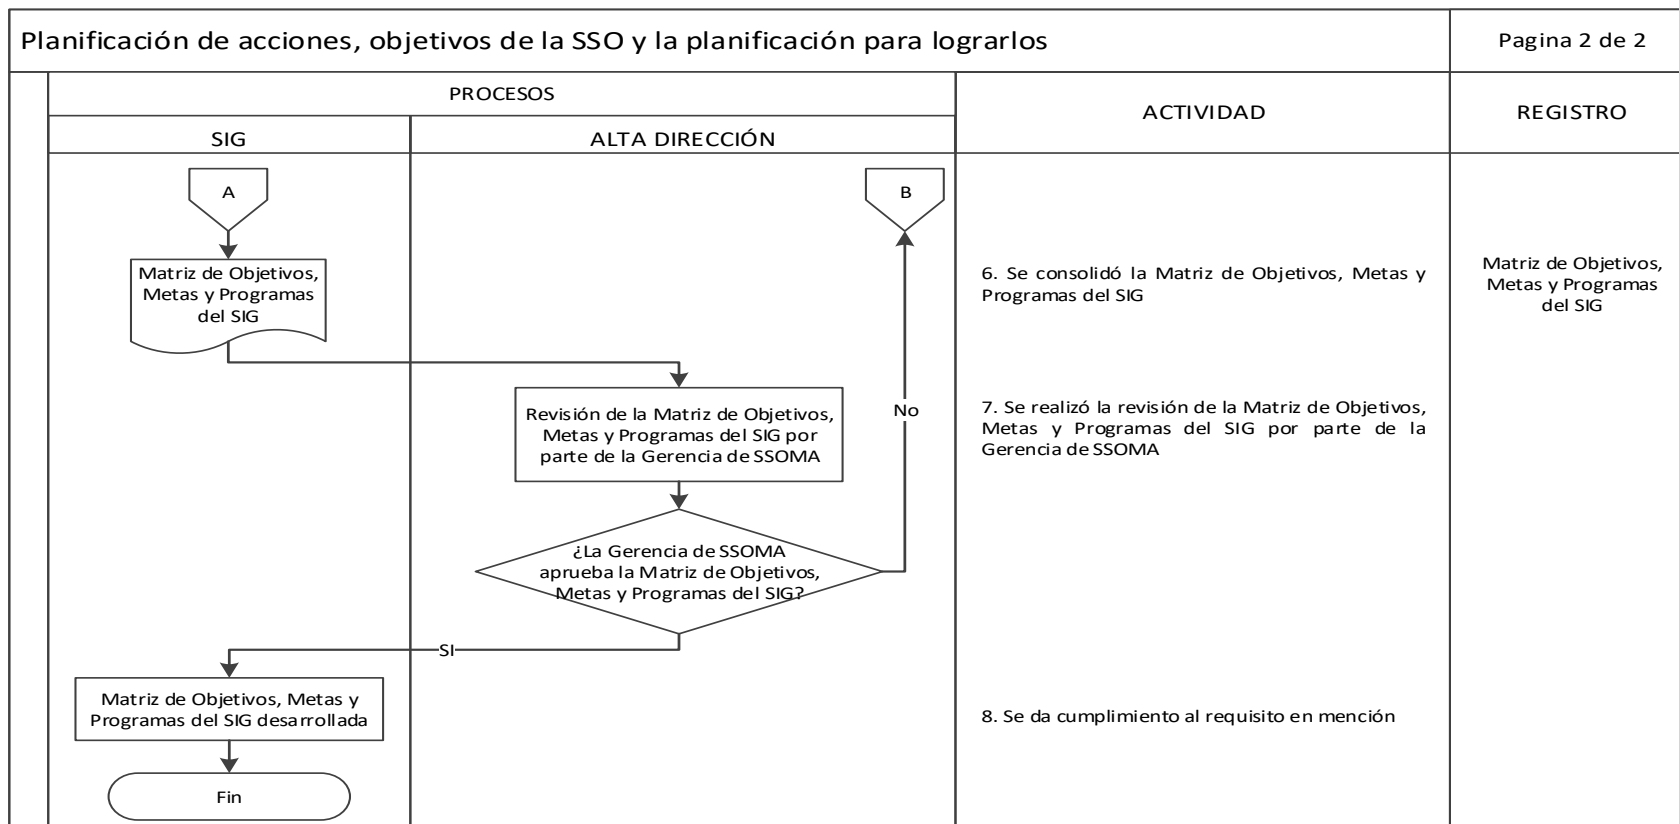 Planificación de acciones, objetivos de la SSO y la planificación para lograrlos
Pagina 2 de 2
PROCESOS
ACTIVIDAD
REGISTRO
SIG
ALTA DIRECCIÓN
A
B
Matriz de Objetivos,
Metas y Programas
del SIG
6. Se consolidó la Matriz de Objetivos, Metas y
Programas del SIG
Matriz de Objetivos,
Metas y Programas
del SIG
Revisión de la Matriz de Objetivos,
Metas y Programas del SIG por
parte de la Gerencia de SSOMA
No
7. Se realizó la revisión de la Matriz de Objetivos,
Metas y Programas del SIG por parte de la
Gerencia de SSOMA
¿La Gerencia de SSOMA
aprueba la Matriz de Objetivos,
Metas y Programas del SIG?
SI
Matriz de Objetivos, Metas y
Programas del SIG desarrollada
8. Se da cumplimiento al requisito en mención
Fin